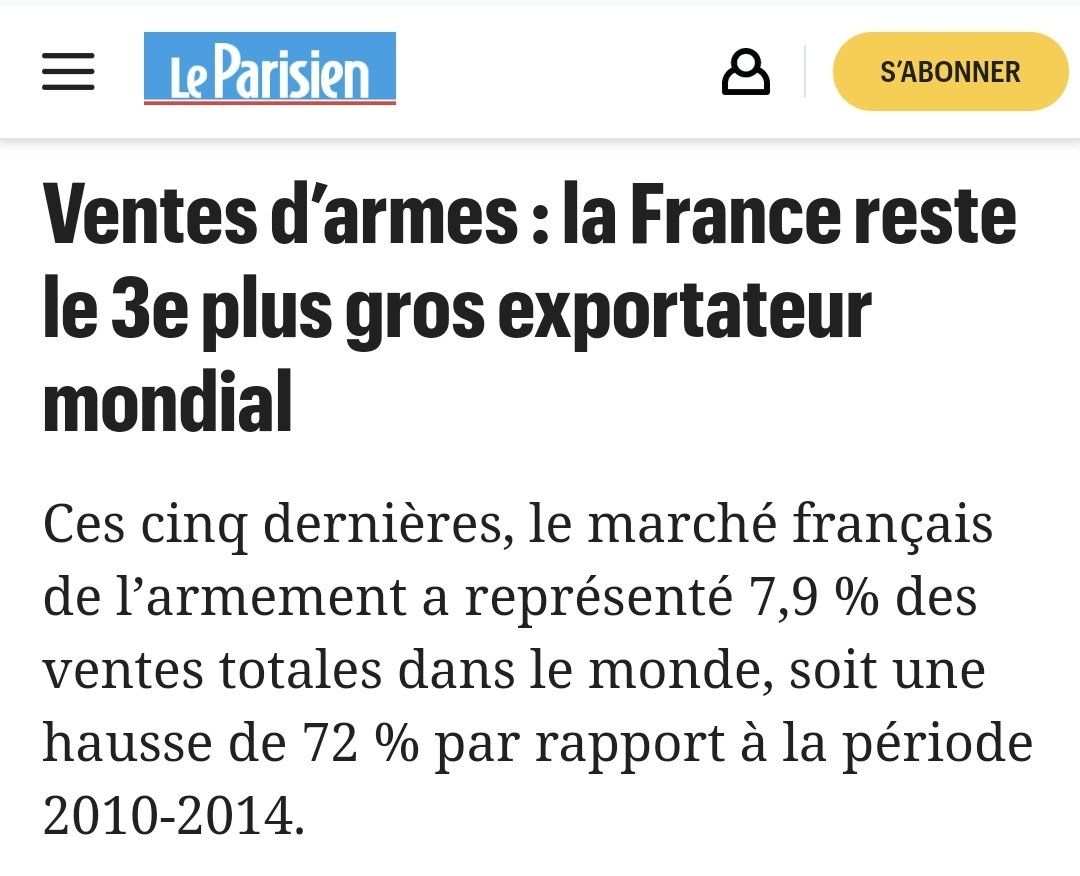 Le Parisien
S'ABONNER
Ventes d'armes : la France reste
le 3e plus gros exportateur
mondial
Ces cinq dernières, le marché français
de l'armement a représenté 7,9 % des
ventes totales dans le monde, soit une
hausse de 72 % par rapport à la période
2010-2014.